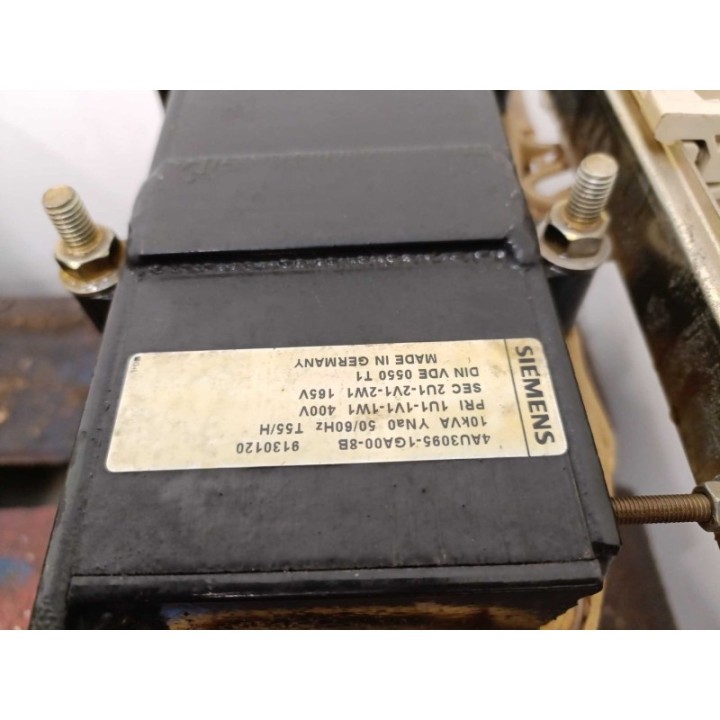 SIEMENS
4AU3095-1GA00-8B 9130120
10kVA YNa0 50/60Hz T55/H
PRI 1U1-1V1-1W1 400V
SEC 2U1-2V1-2W1 165V
DIN VDE 0550 T1
MADE IN GERMANY